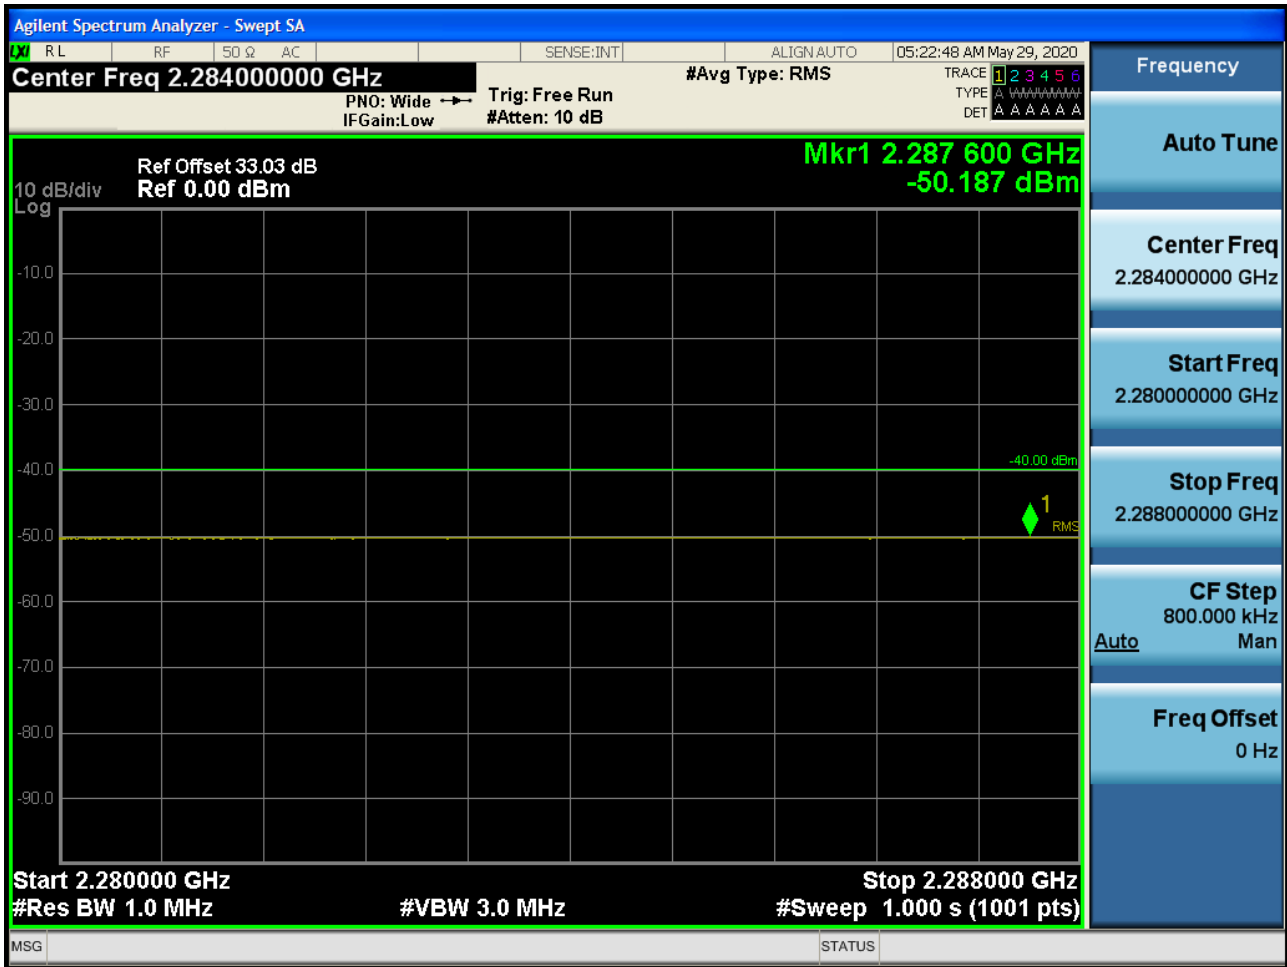 Agilent Spectrum Analyzer - Swept SA
LXI RL RF 50 Ω AC SENSE:INT ALIGN AUTO 05:22:48 AM May 29, 2020
Center Freq 2.284000000 GHz
PNO: Wide
IFGain:Low
Trig: Free Run
#Atten: 10 dB
#Avg Type: RMS
TRACE 1 2 3 4 5 6
TYPE A WWWWWW
DET A A A A A A
Mkr1 2.287 600 GHz
-50.187 dBm
Ref Offset 33.03 dB
10 dB/div Ref 0.00 dBm
Log
-10.0
-20.0
-30.0
-40.0
-40.00 dBm
1
RMS
-50.0
-60.0
-70.0
-80.0
-90.0
Start 2.280000 GHz Stop 2.288000 GHz
#Res BW 1.0 MHz #VBW 3.0 MHz #Sweep 1.000 s (1001 pts)
MSG STATUS
Frequency
Auto Tune
Center Freq
2.284000000 GHz
Start Freq
2.280000000 GHz
Stop Freq
2.288000000 GHz
CF Step
800.000 kHz
Auto Man
Freq Offset
0 Hz